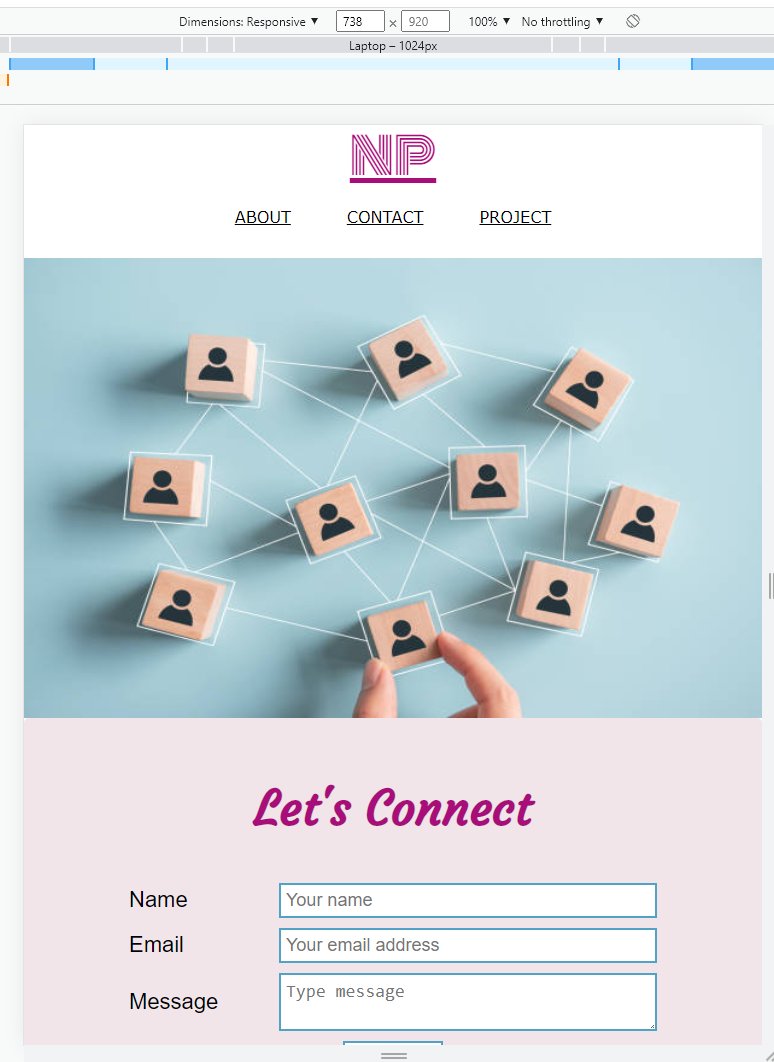 Dimensions: Responsive ▼ 738 × 920 100% ▼ No throttling ▼
Laptop – 1024px
NP
ABOUT CONTACT PROJECT
Let's Connect
Name Your name
Email Your email address
Message Type message